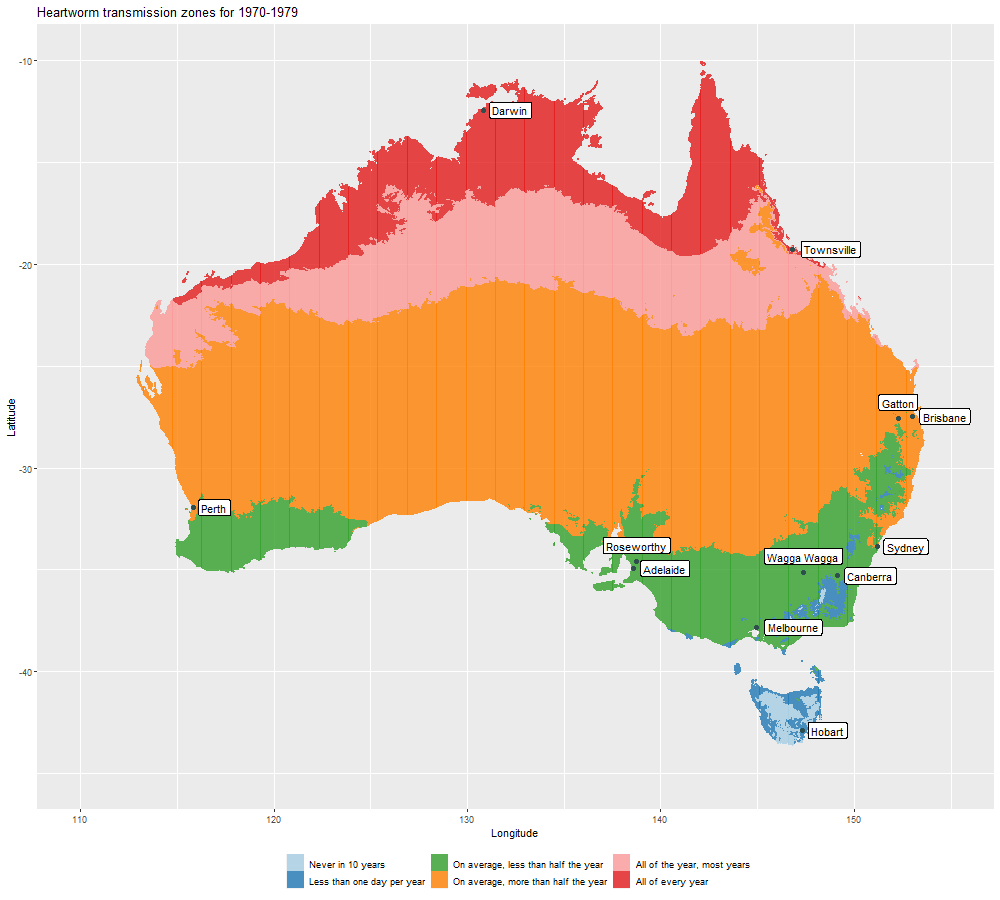 Heartworm transmission zones for 1970-1979
-10
Darwin
Townsville
-20
Latitude
Gatton
Brisbane
-30
Perth
Roseworthy
Sydney
Wagga Wagga
Adelaide
Canberra
Melbourne
-40
Hobart
110 120 130 140 150
Longitude
Never in 10 years On average, less than half the year All of the year, most years
Less than one day per year On average, more than half the year All of every year